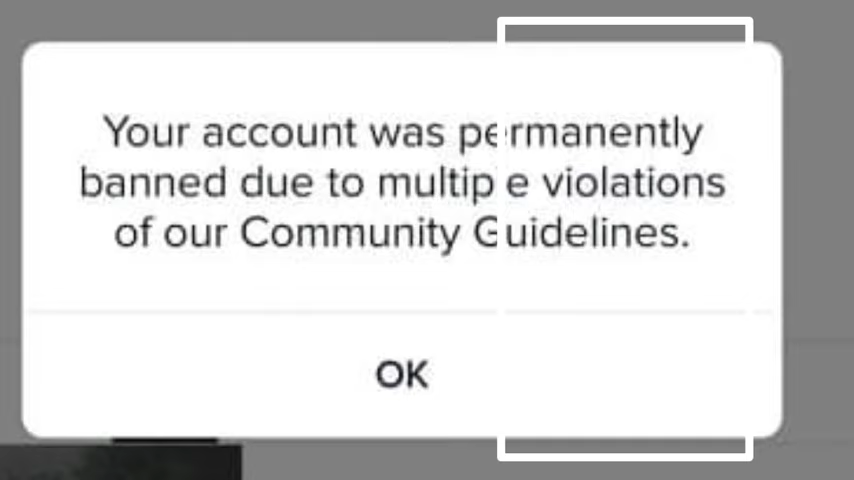 Your account was permanently
banned due to multiple violations
of our Community Guidelines.
OK